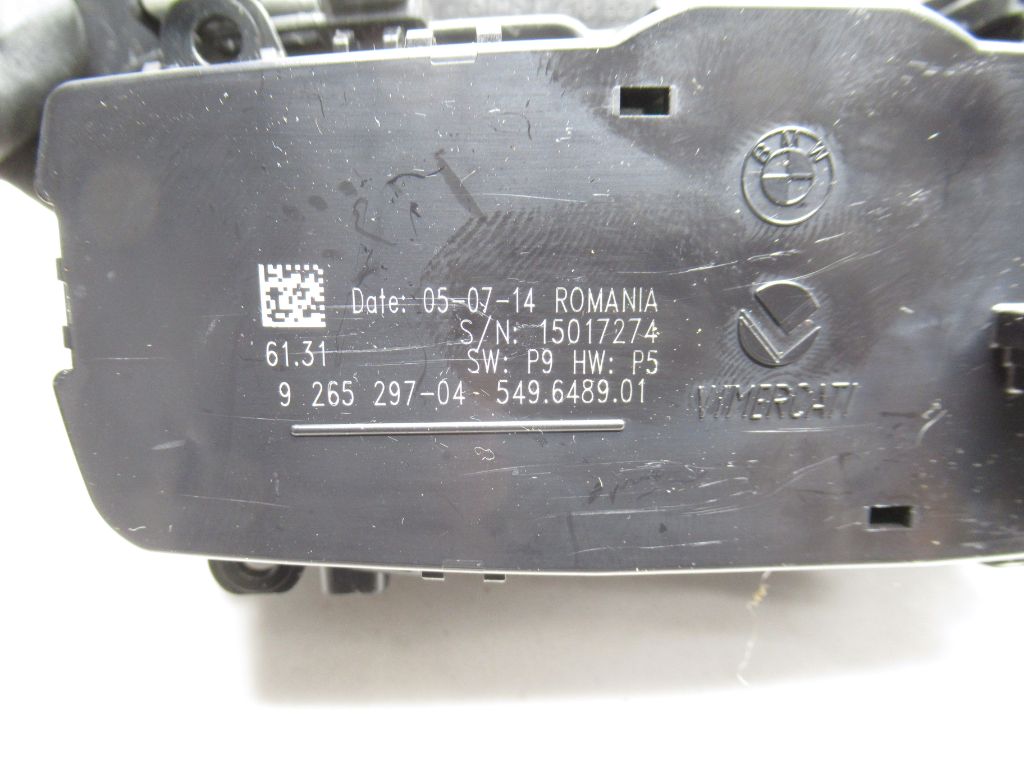 BMW
Date: 05-07-14 ROMANIA
S/N: 15017274
61.31
SW: P9 HW: P5
9 265 297-04 549.6489.01
VIMERCATI